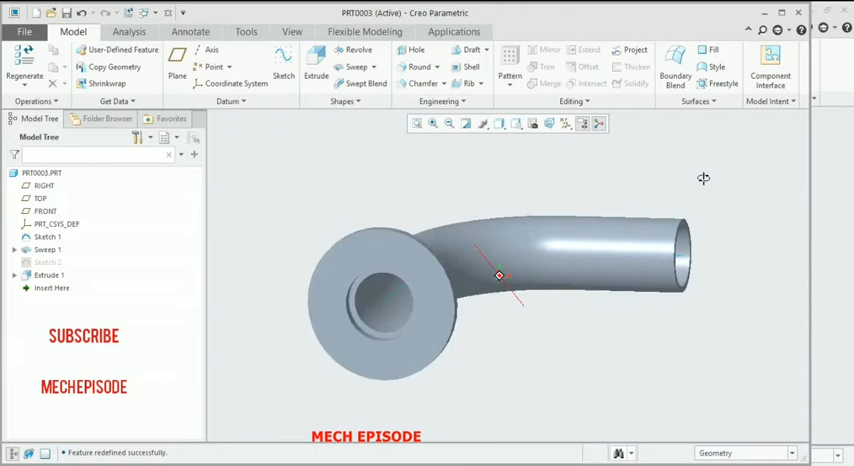 PRT0003 (Active) - Creo Parametric
File Model Analysis Annotate Tools View Flexible Modeling Applications
User-Defined Feature Axis Revolve Hole Draft Mirror Extend Project Fill
Copy Geometry Point Sweep Round Shell Trim Offset Thicken Style
Regenerate Shrinkwrap Plane Coordinate System Sketch Extrude Swept Blend Chamfer Rib Pattern Merge Intersect Solidify Boundary Blend Freestyle Component Interface
Operations Get Data Datum Shapes Engineering Editing Surfaces Model Intent
Model Tree Folder Browser Favorites
Model Tree
PRT0003.PRT
RIGHT
TOP
FRONT
PRT_CSYS_DEF
Sketch 1
Sweep 1
Sketch 2
Extrude 1
Insert Here
SUBSCRIBE
MECHEPISODE
MECH EPISODE
• Feature redefined successfully.
Geometry